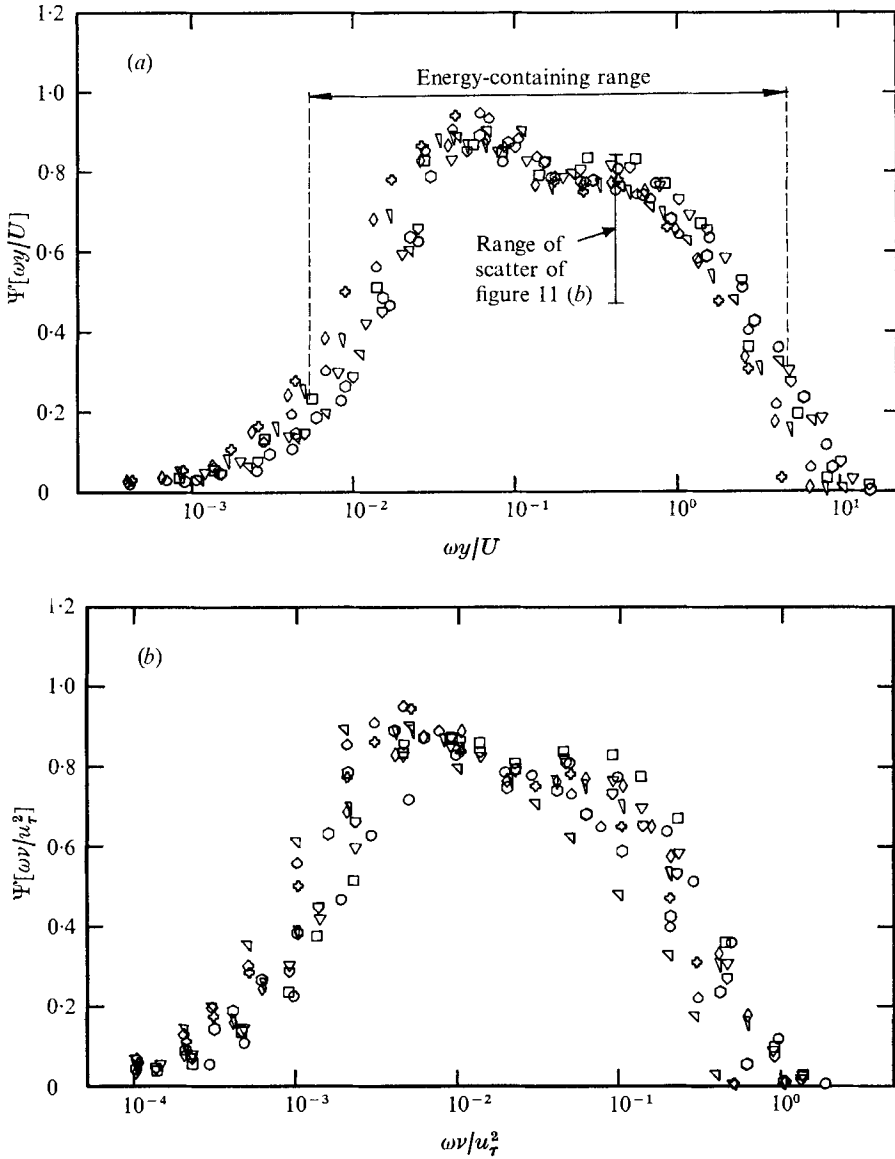 1·2
(a)
Energy-containing range
1·0
0·8
0·6
0·4
0·2
0
Ψ[ωy/U]
Range of
scatter of
figure 11 (b)
10⁻³
10⁻²
10⁻¹
10⁰
10¹
ωy/U
1·2
(b)
1·0
0·8
0·6
0·4
0·2
0
Ψ[ων/u_τ²]
10⁻⁴
10⁻³
10⁻²
10⁻¹
10⁰
ων/u_τ²